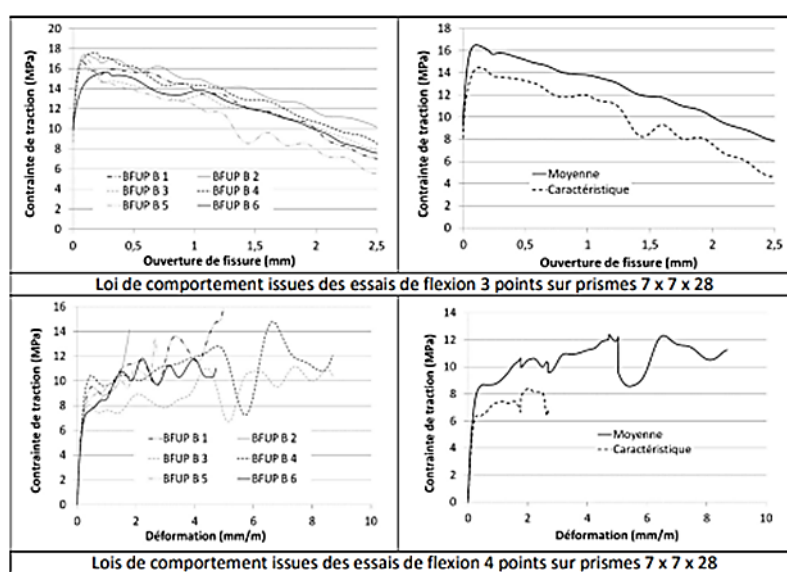 Contrainte de traction (MPa)
20
18
16
14
12
10
8
6
4
2
0
BFUP B 1
BFUP B 2
BFUP B 3
BFUP B 4
BFUP B 5
BFUP B 6
0
0,5
1
1,5
2
2,5
Ouverture de fissure (mm)
Contrainte de traction (MPa)
18
16
14
12
10
8
6
4
2
0
Moyenne
Caractéristique
0
0,5
1
1,5
2
2,5
Ouverture de fissure (mm)
Loi de comportement issues des essais de flexion 3 points sur prismes 7 x 7 x 28
Contrainte de traction (MPa)
16
14
12
10
8
6
4
2
0
BFUP B 1
BFUP B 2
BFUP B 3
BFUP B 4
BFUP B 5
BFUP B 6
0
2
4
6
8
10
Déformation (mm/m)
Contrainte de traction (MPa)
14
12
10
8
6
4
2
0
Moyenne
Caractéristique
0
2
4
6
8
10
Déformation (mm/m)
Lois de comportement issues des essais de flexion 4 points sur prismes 7 x 7 x 28